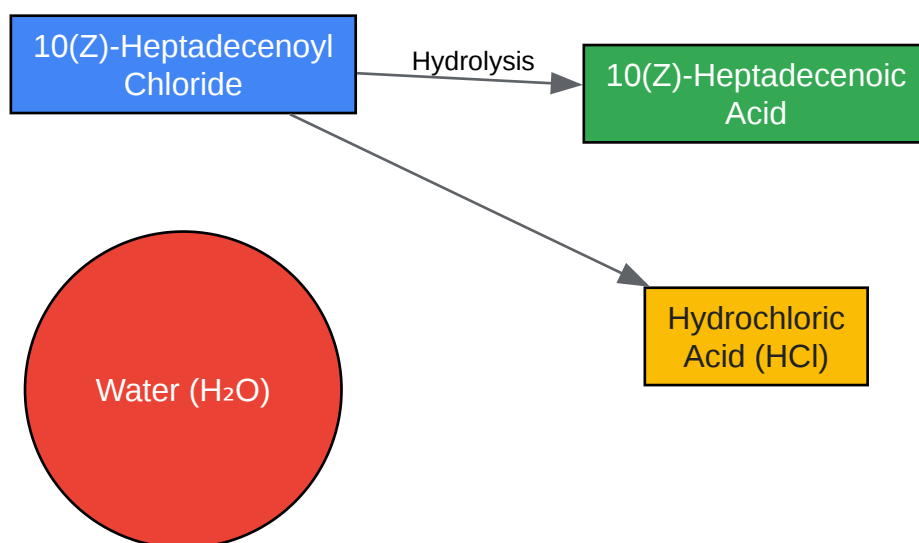 10(Z)-Heptadecenoyl
Chloride
Hydrolysis
10(Z)-Heptadecenoic
Acid
Hydrochloric
Acid (HCl)
Water (H₂O)